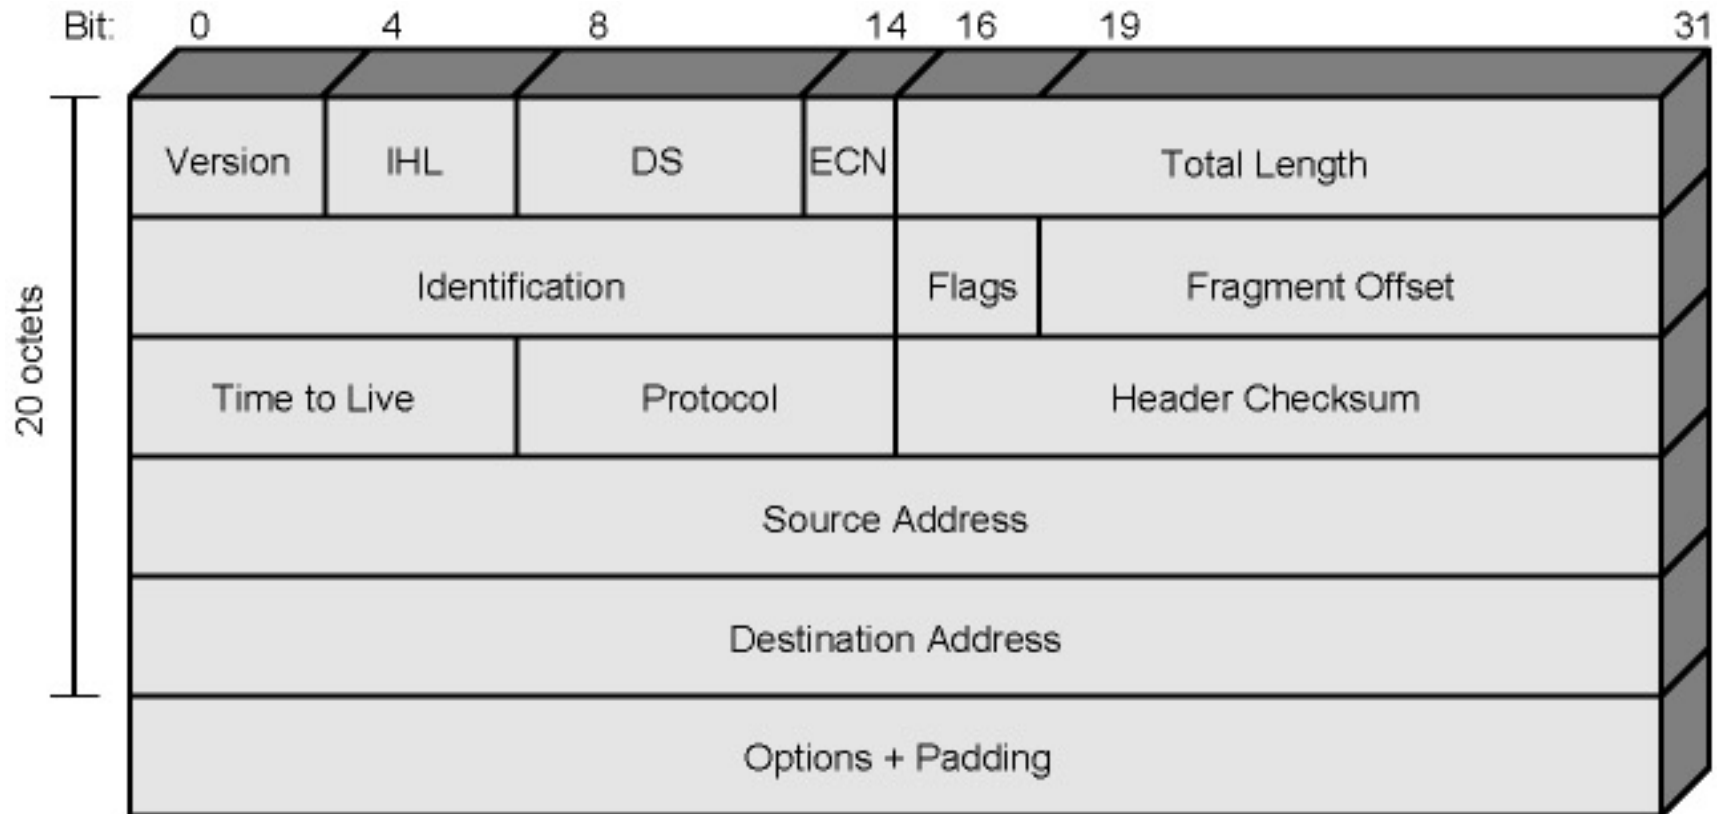 Bit: 0 4 8 14 16 19 31
Version IHL DS ECN Total Length
Identification Flags Fragment Offset
20 octets
Time to Live Protocol Header Checksum
Source Address
Destination Address
Options + Padding